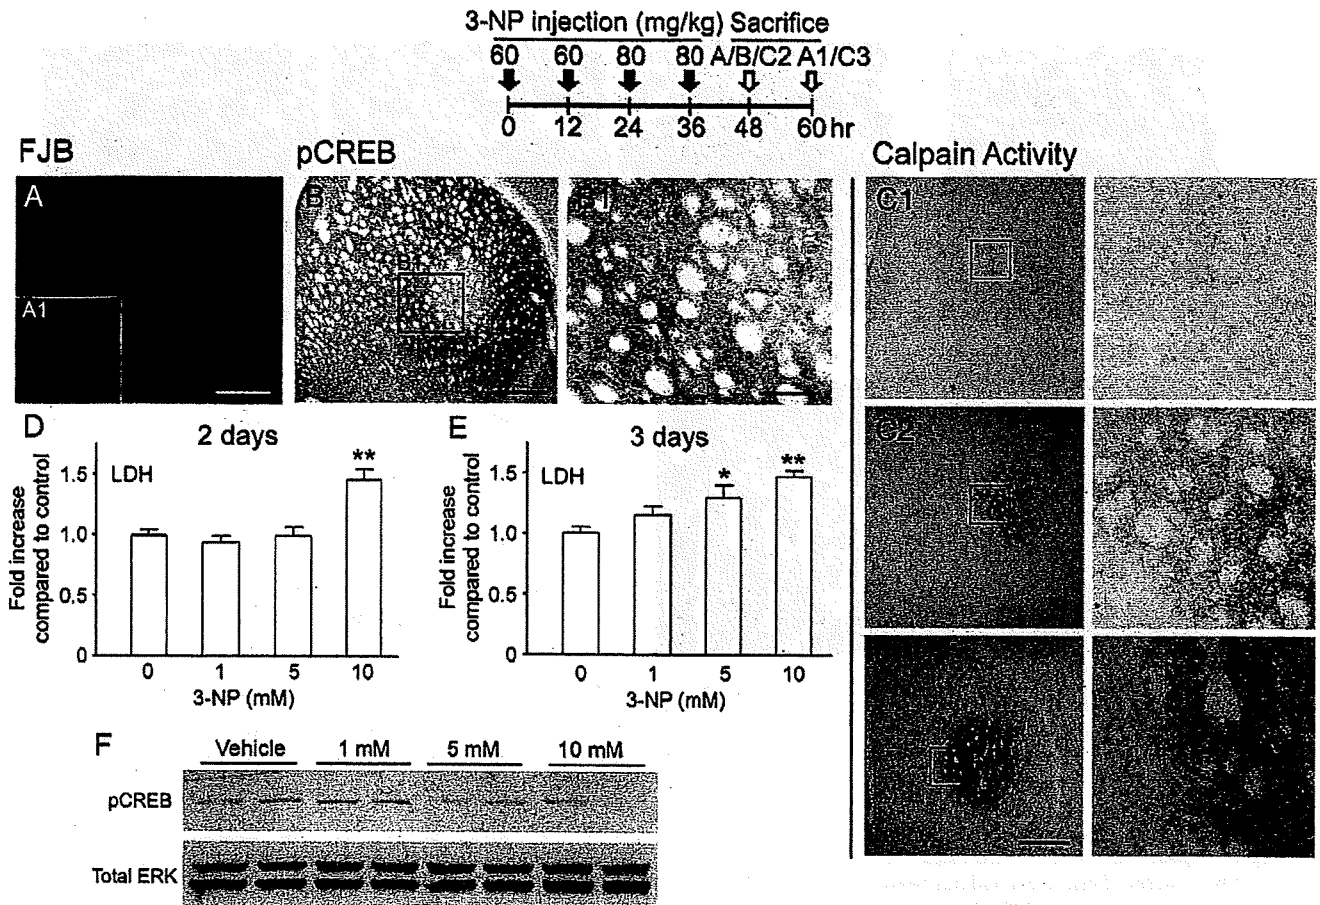 3-NP injection (mg/kg) Sacrifice
60 60 80 80 A/B/C2 A1/C3
0 12 24 36 48 60 hr
FJB pCREB Calpain Activity
A
A1
B
C1
C2
D 2 days
Fold increase
compared to control
LDH
**
1.5
1.0
0.5
0
0 1 5 10
3-NP (mM)
E 3 days
Fold increase
compared to control
LDH
* **
1.5
1.0
0.5
0
0 1 5 10
3-NP (mM)
F Vehicle 1 mM 5 mM 10 mM
pCREB
Total ERK